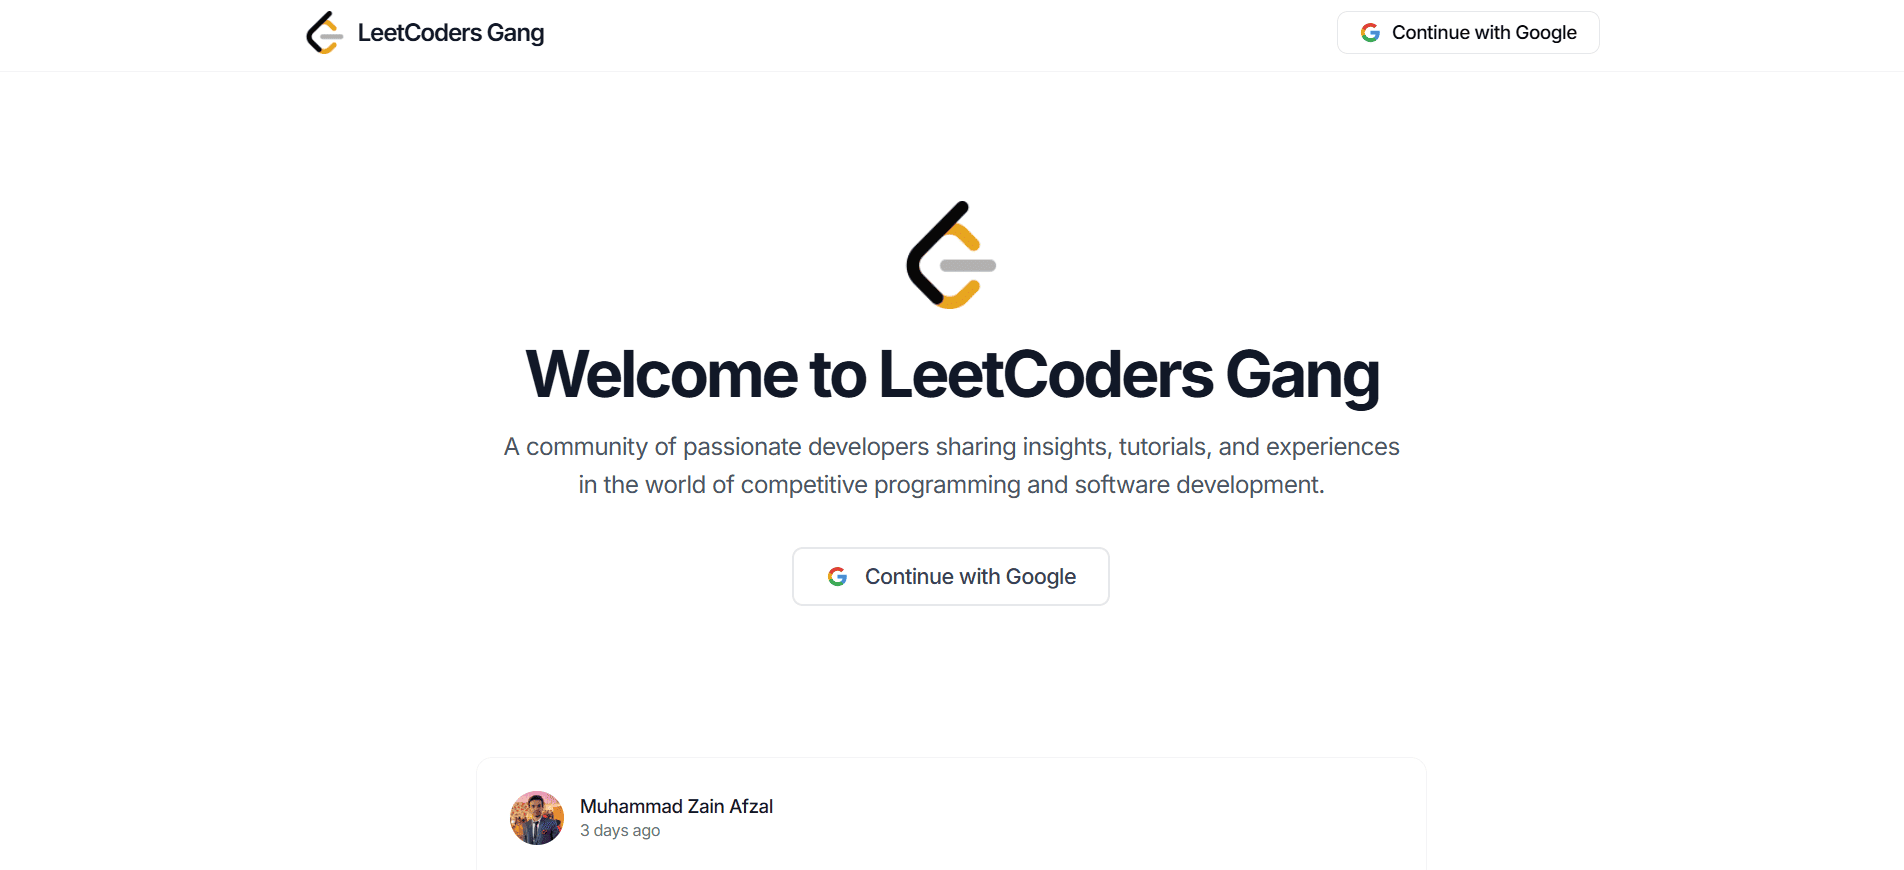 LeetCoders Gang
Continue with Google
Welcome to LeetCoders Gang
A community of passionate developers sharing insights, tutorials, and experiences
in the world of competitive programming and software development.
Continue with Google
Muhammad Zain Afzal
3 days ago